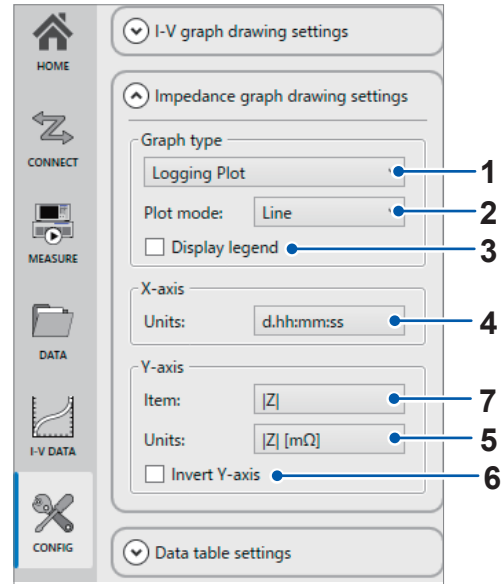 HOME
CONNECT
MEASURE
DATA
I-V DATA
CONFIG
I-V graph drawing settings
Impedance graph drawing settings
Graph type
Logging Plot
1
Plot mode: Line
2
Display legend
3
X-axis
Units: d.hh:mm:ss
4
Y-axis
Item: |Z|
7
Units: |Z| [mΩ]
5
Invert Y-axis
6
Data table settings